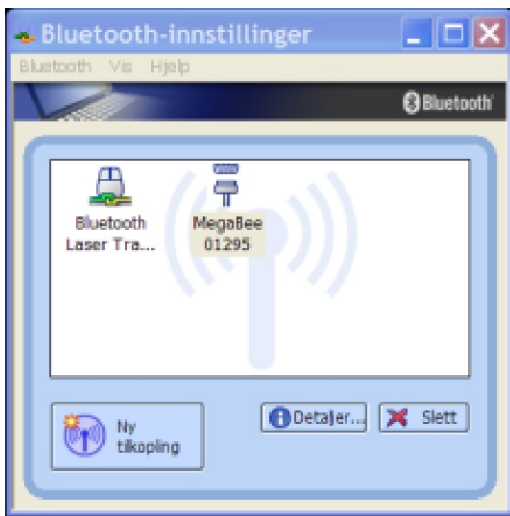 Bluetooth-innstillinger
Bluetooth Vis Hjelp
Bluetooth
Bluetooth
Laser Tra...
MegaBee
01295
Ny
tilkopling
Detaljer...
Slett